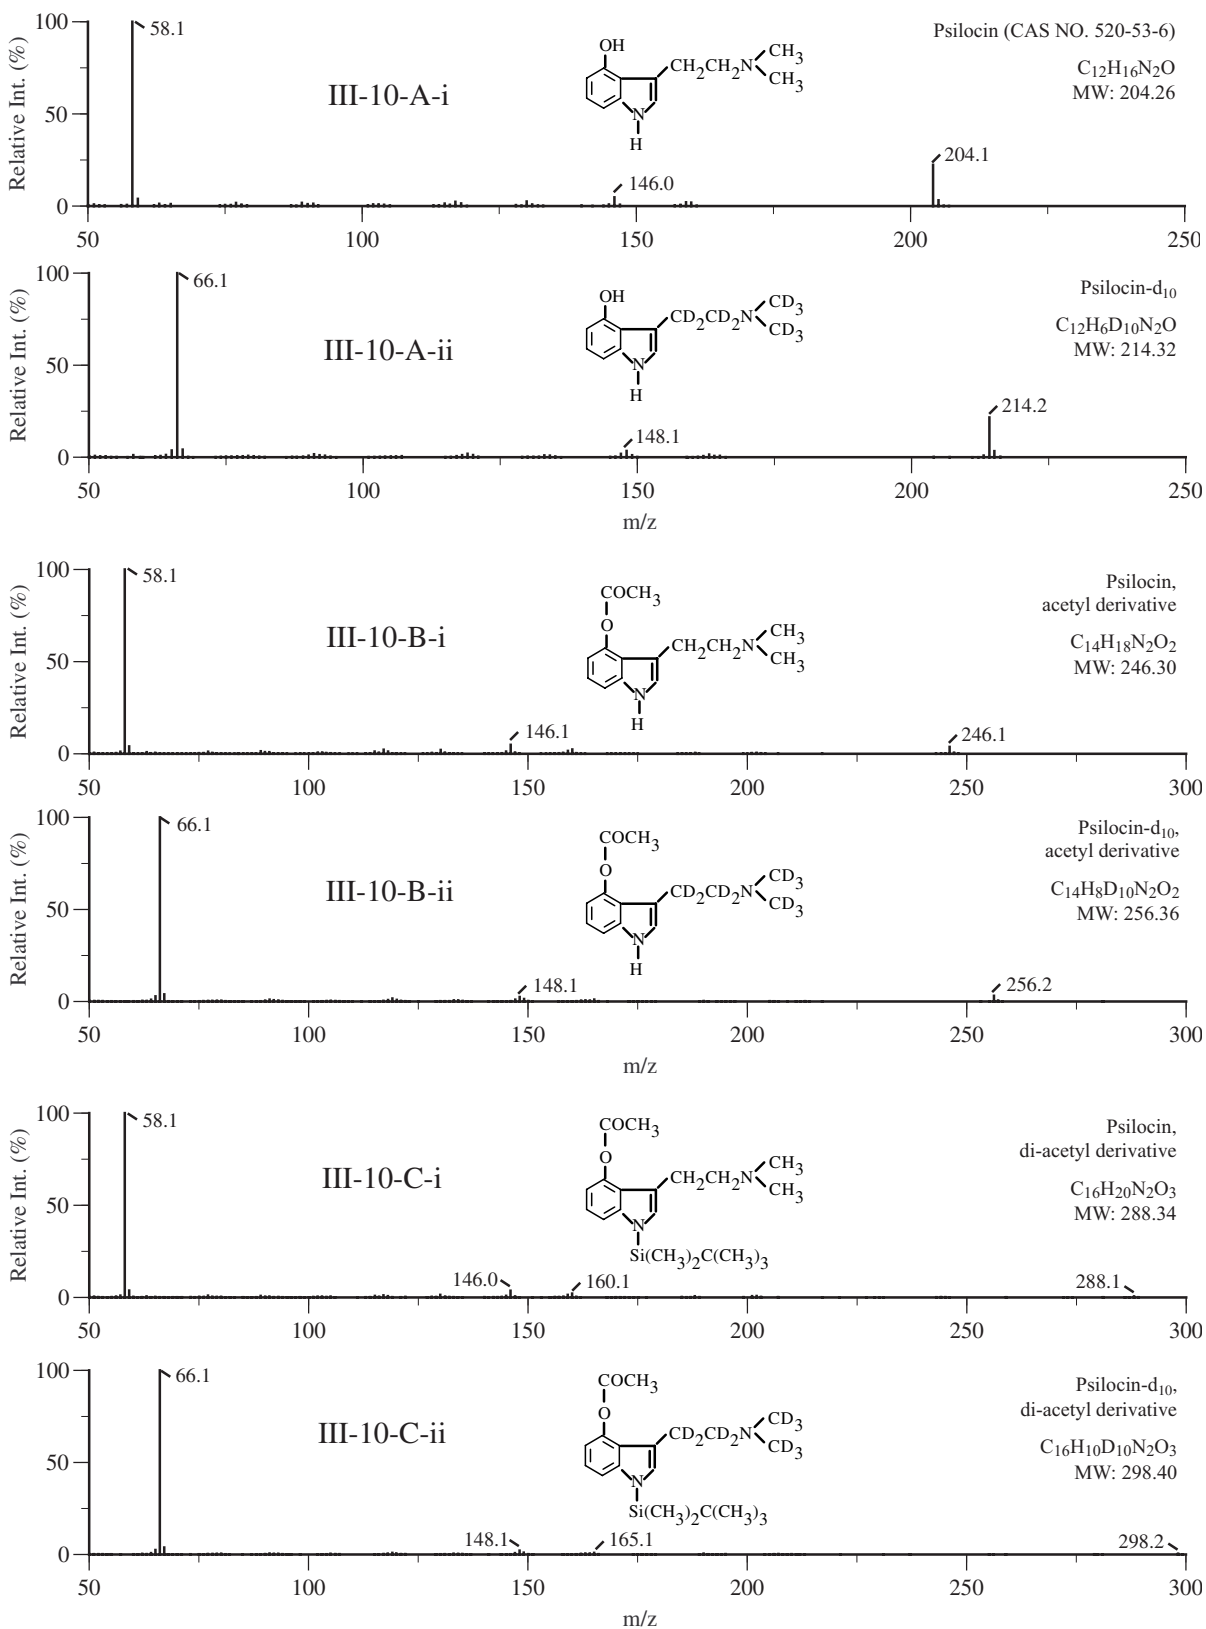 Relative Int. (%)
100
50
0
58.1
III-10-A-i
146.0
204.1
OH
CH2CH2N
CH3
CH3
N
H
Psilocin (CAS NO. 520-53-6)
C12H16N2O
MW: 204.26
50 100 150 200 250
Relative Int. (%)
100
50
0
66.1
III-10-A-ii
148.1
214.2
OH
CD2CD2N
CD3
CD3
N
H
Psilocin-d10
C12H6D10N2O
MW: 214.32
50 100 150 200 250
m/z
Relative Int. (%)
100
50
0
58.1
III-10-B-i
146.1
246.1
COCH3
O
CH2CH2N
CH3
CH3
N
H
Psilocin,
acetyl derivative
C14H18N2O2
MW: 246.30
50 100 150 200 250 300
Relative Int. (%)
100
50
0
66.1
III-10-B-ii
148.1
256.2
COCH3
O
CD2CD2N
CD3
CD3
N
H
Psilocin-d10,
acetyl derivative
C14H8D10N2O2
MW: 256.36
50 100 150 200 250 300
m/z
Relative Int. (%)
100
50
0
58.1
III-10-C-i
146.0
160.1
288.1
COCH3
O
CH2CH2N
CH3
CH3
N
Si(CH3)2C(CH3)3
Psilocin,
di-acetyl derivative
C16H20N2O3
MW: 288.34
50 100 150 200 250 300
Relative Int. (%)
100
50
0
66.1
III-10-C-ii
148.1
165.1
298.2
COCH3
O
CD2CD2N
CD3
CD3
N
Si(CH3)2C(CH3)3
Psilocin-d10,
di-acetyl derivative
C16H10D10N2O3
MW: 298.40
50 100 150 200 250 300
m/z